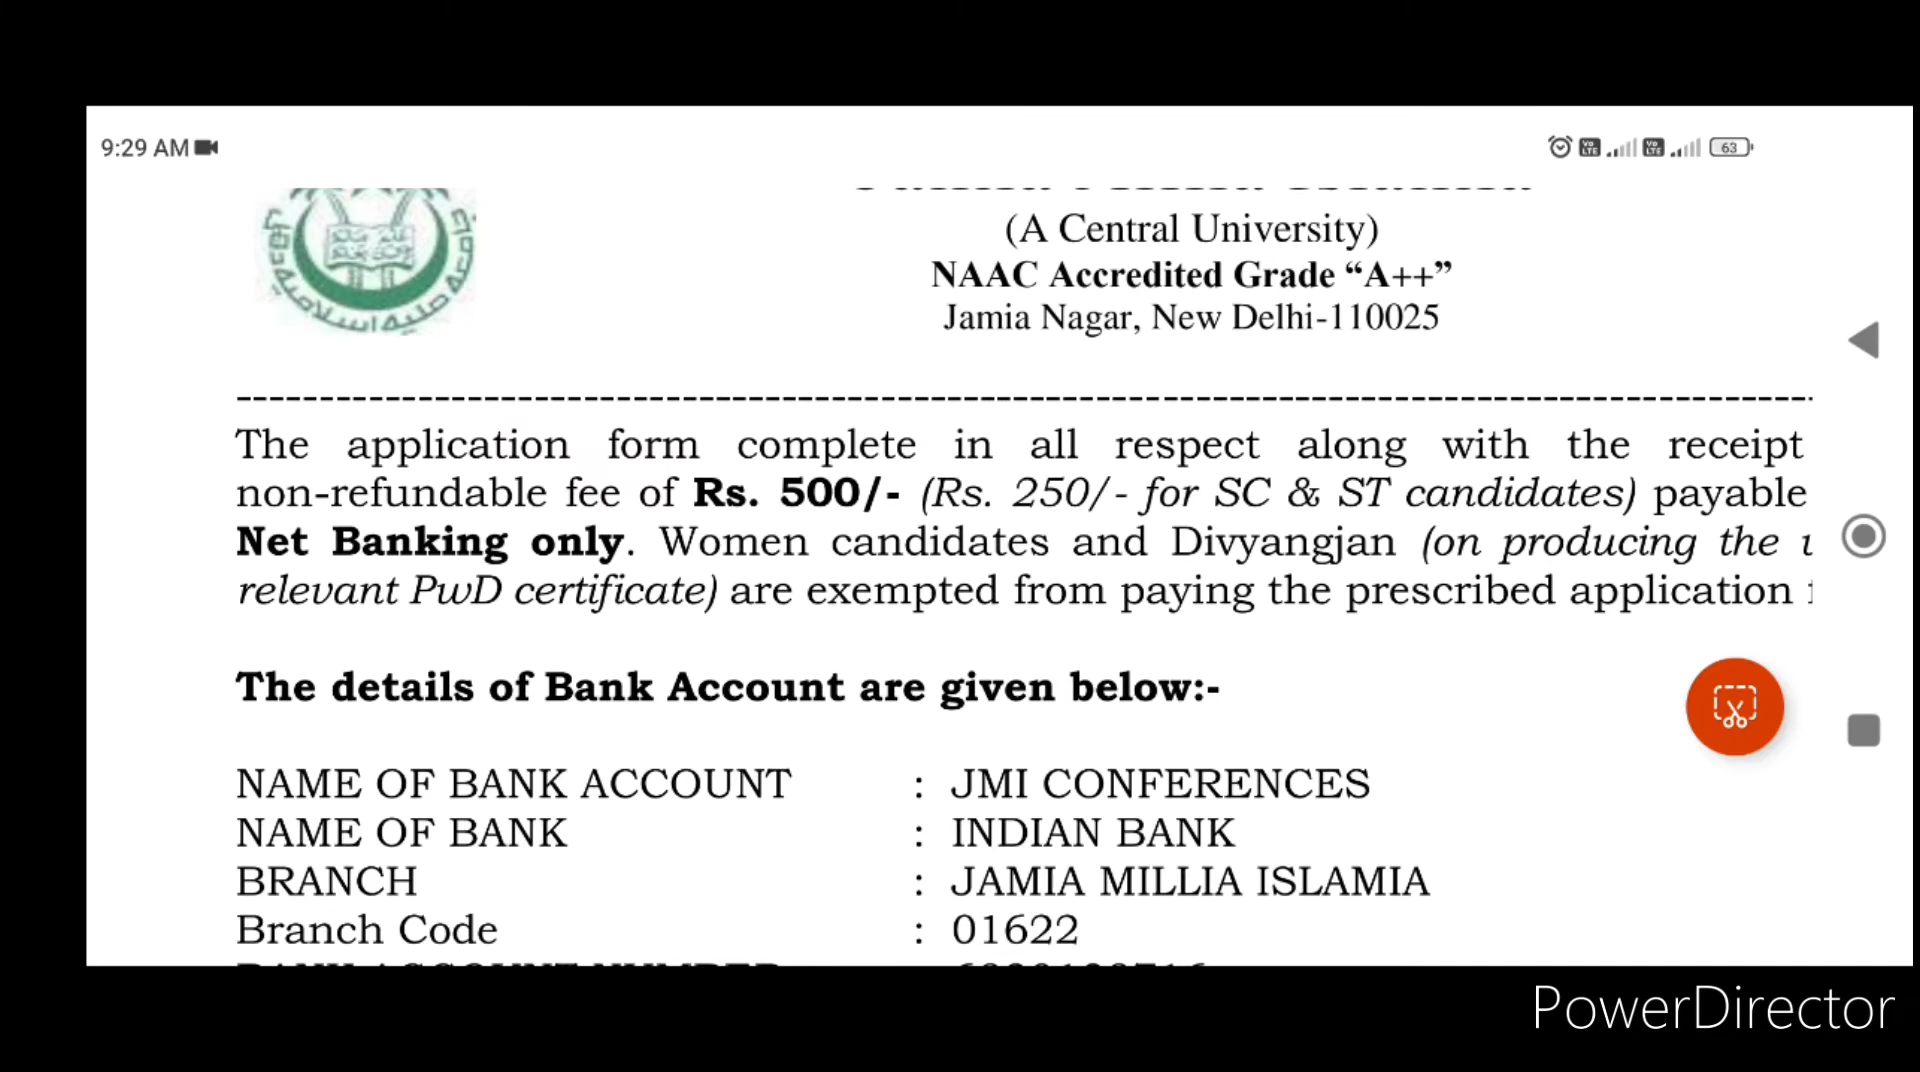 9:29 AM
63
(A Central University)
NAAC Accredited Grade “A++”
Jamia Nagar, New Delhi-110025
The application form complete in all respect along with the receipt
non-refundable fee of Rs. 500/- (Rs. 250/- for SC & ST candidates) payable
Net Banking only. Women candidates and Divyangjan (on producing the
relevant PwD certificate) are exempted from paying the prescribed application
The details of Bank Account are given below:-
NAME OF BANK ACCOUNT : JMI CONFERENCES
NAME OF BANK : INDIAN BANK
BRANCH : JAMIA MILLIA ISLAMIA
Branch Code : 01622
PowerDirector